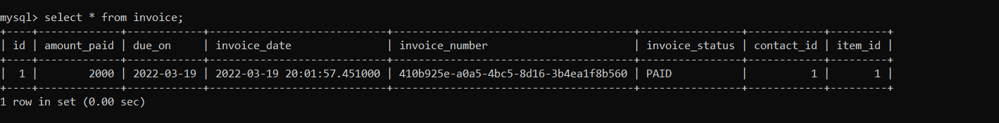 mysql> select * from invoice;
+----+-------------+------------+----------------------------+--------------------------------------+----------------+------------+---------+
| id | amount_paid | due_on     | invoice_date               | invoice_number                       | invoice_status | contact_id | item_id |
+----+-------------+------------+----------------------------+--------------------------------------+----------------+------------+---------+
|  1 |        2000 | 2022-03-19 | 2022-03-19 20:01:57.451000 | 410b925e-a0a5-4bc5-8d16-3b4ea1f8b560 | PAID           |          1 |       1 |
+----+-------------+------------+----------------------------+--------------------------------------+----------------+------------+---------+
1 row in set (0.00 sec)